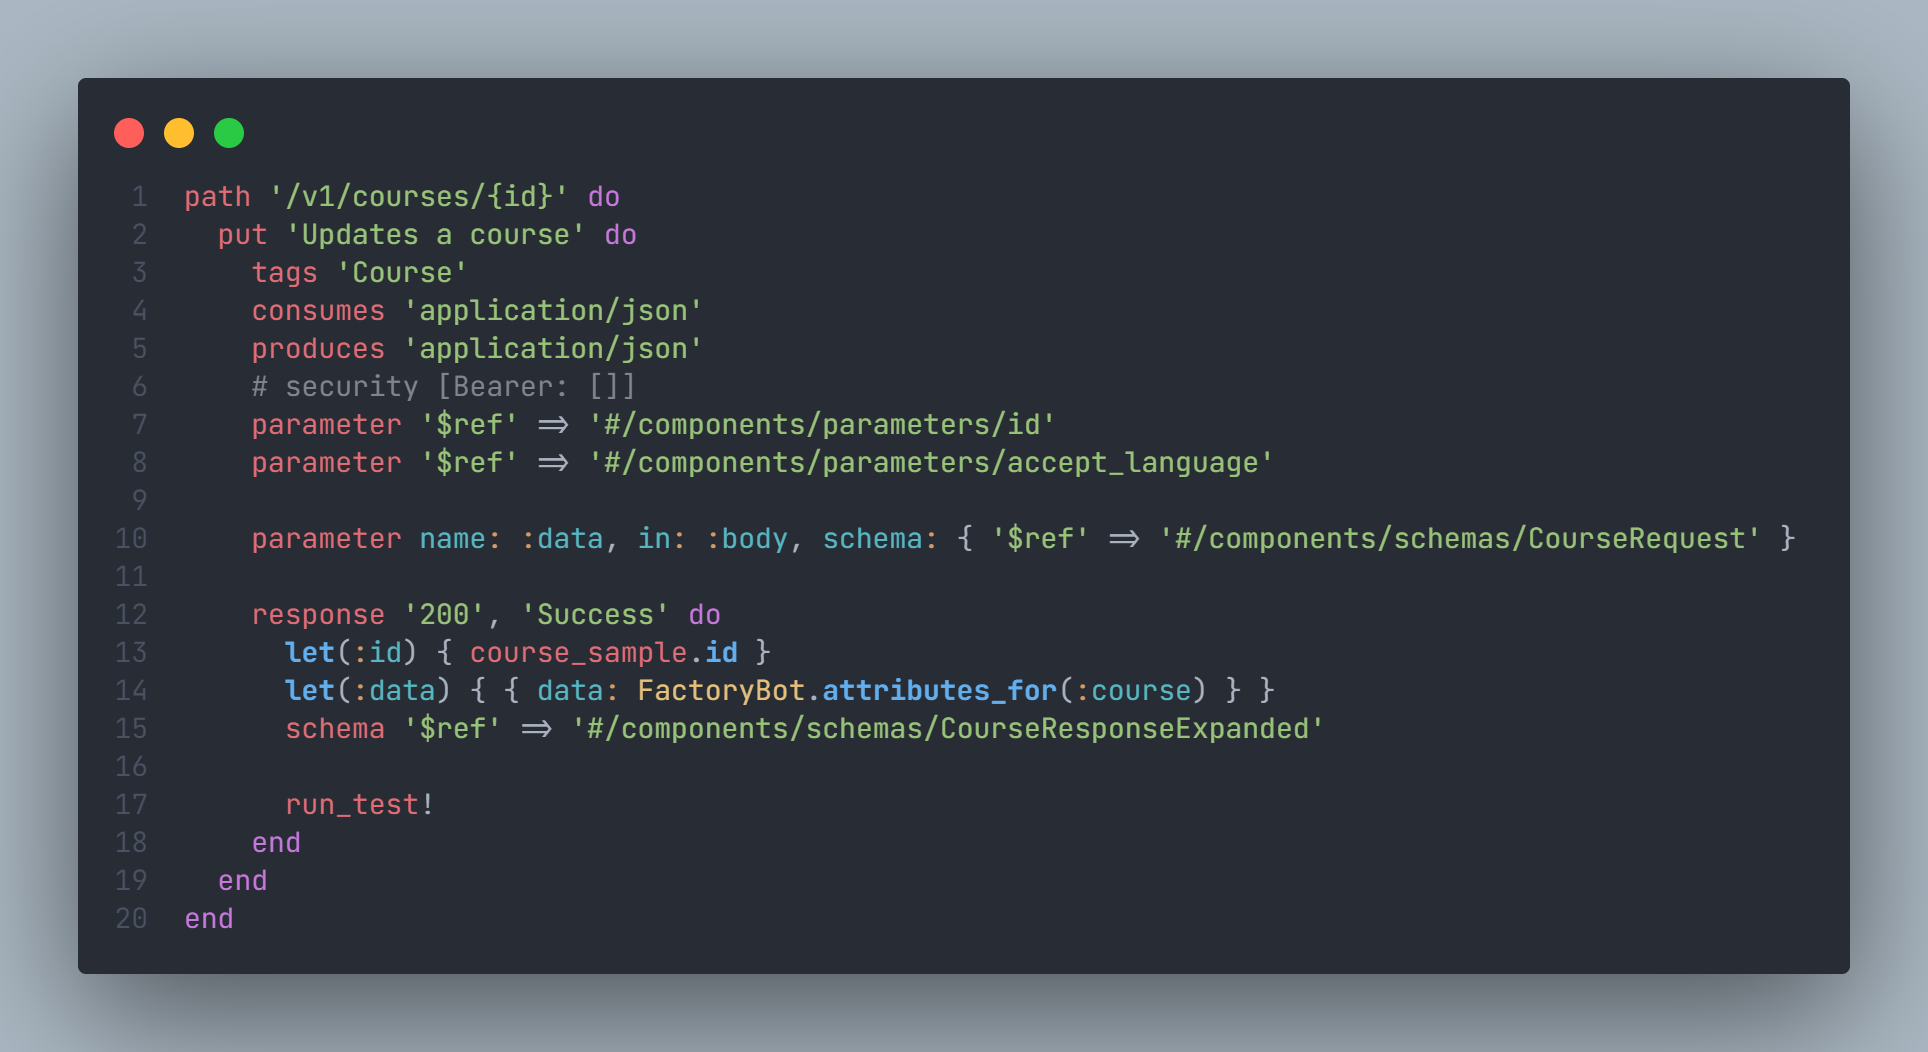 1 path '/v1/courses/{id}' do
2   put 'Updates a course' do
3     tags 'Course'
4     consumes 'application/json'
5     produces 'application/json'
6     # security [Bearer: []]
7     parameter '$ref' => '#/components/parameters/id'
8     parameter '$ref' => '#/components/parameters/accept_language'
9
10     parameter name: :data, in: :body, schema: { '$ref' => '#/components/schemas/CourseRequest' }
11
12     response '200', 'Success' do
13       let(:id) { course_sample.id }
14       let(:data) { { data: FactoryBot.attributes_for(:course) } }
15       schema '$ref' => '#/components/schemas/CourseResponseExpanded'
16
17       run_test!
18     end
19   end
20 end